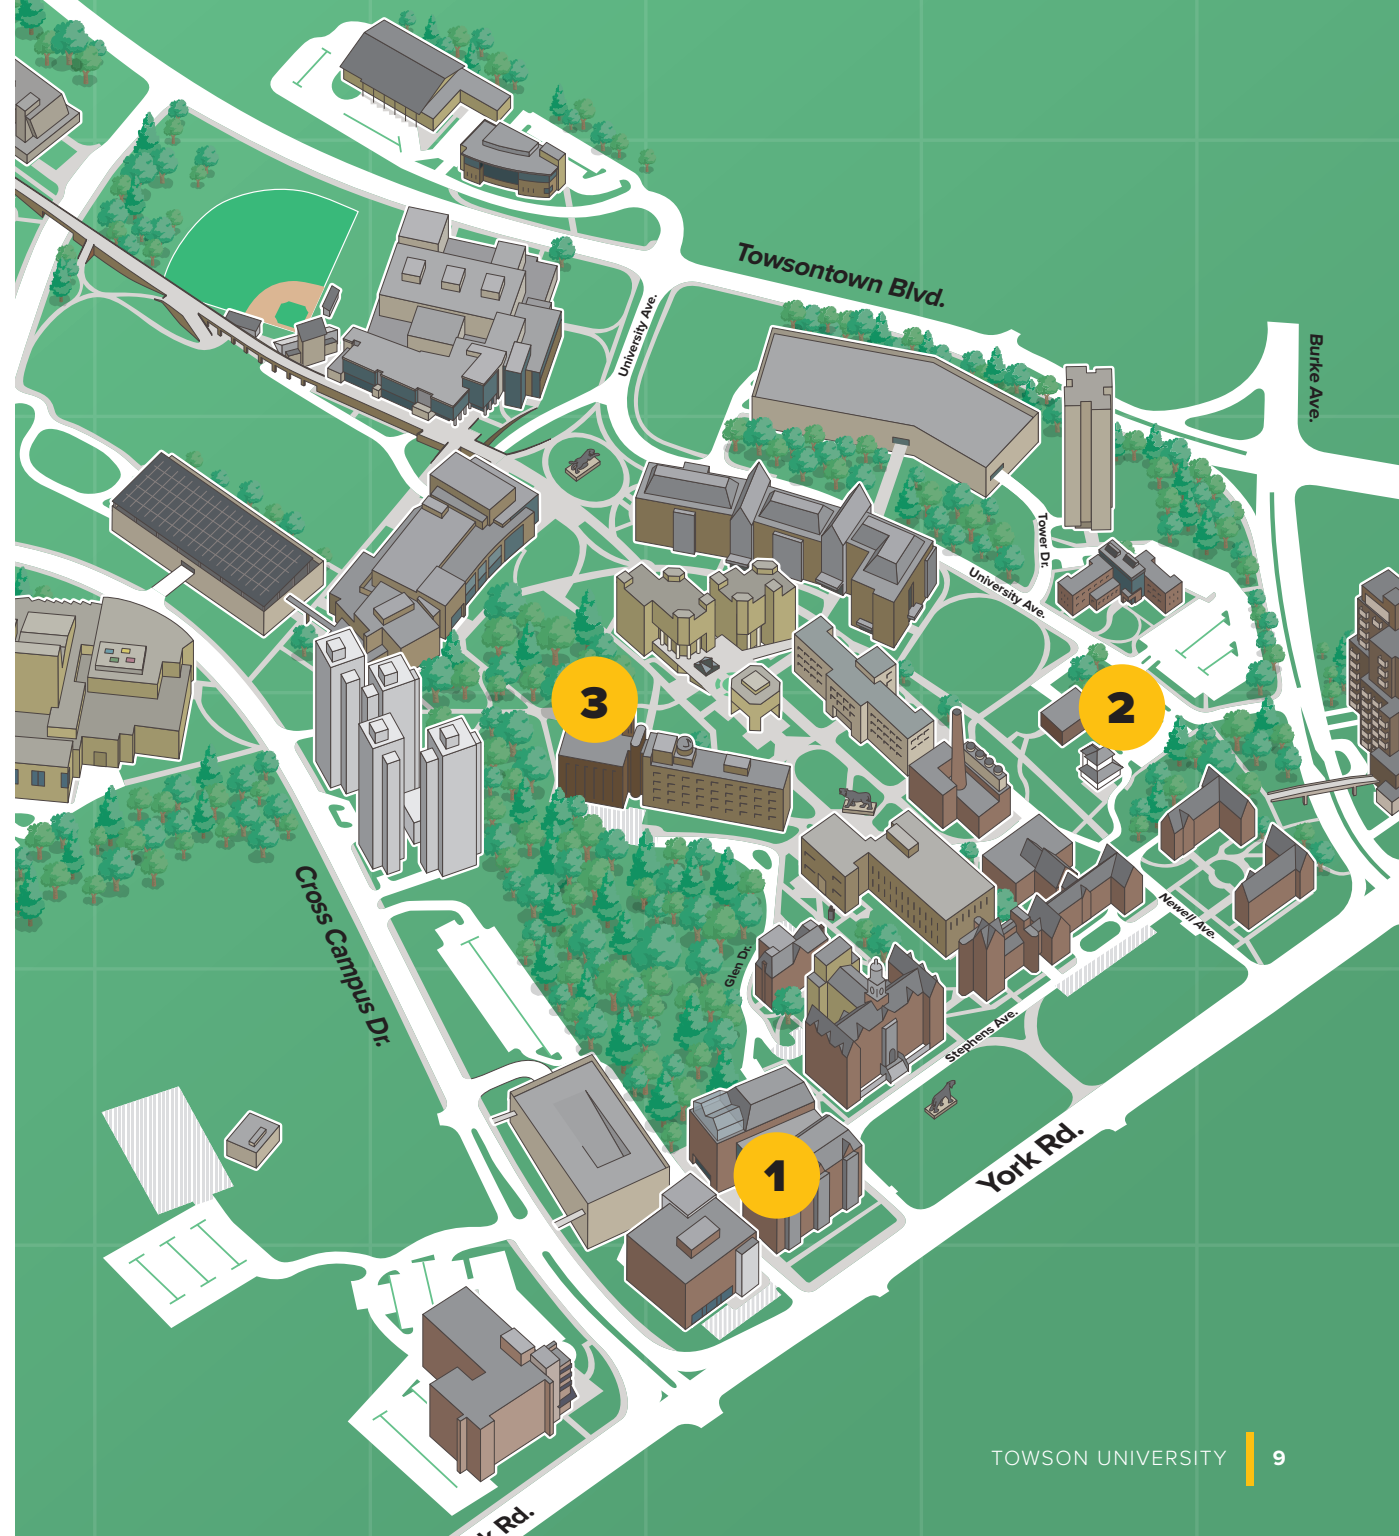 Towsontown Blvd.
University Ave.
Burke Ave.
Tower Dr.
University Ave.
3
2
Cross Campus Dr.
Newell Ave.
Glen Dr.
Stephens Ave.
York Rd.
1
TOWSON UNIVERSITY
9
k Rd.